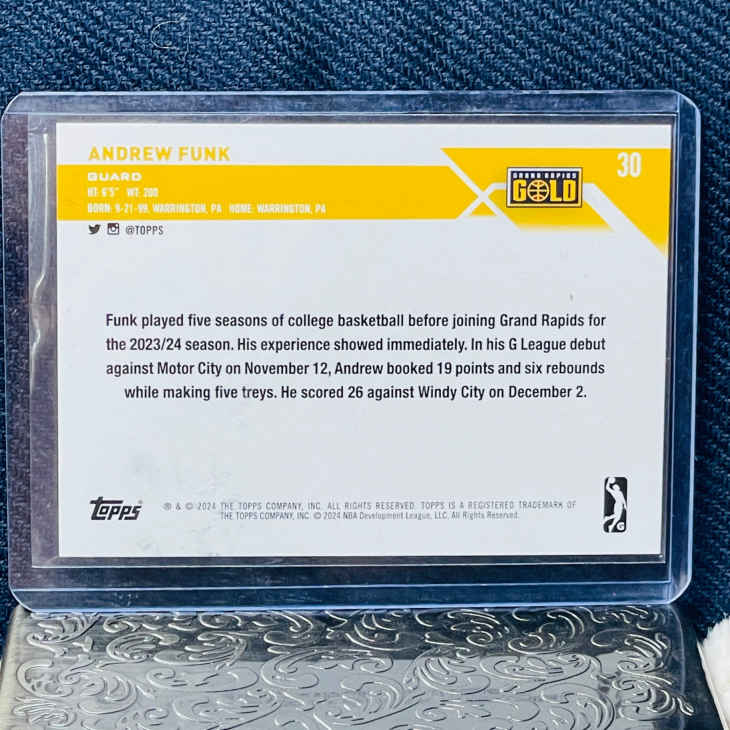 ANDREW FUNK
30
GUARD
HT: 6'5" WT: 200
BORN: 9-21-99, WARRINGTON, PA HOME: WARRINGTON, PA
GRAND RAPIDS
GOLD
@TOPPS
Funk played five seasons of college basketball before joining Grand Rapids for
the 2023/24 season. His experience showed immediately. In his G League debut
against Motor City on November 12, Andrew booked 19 points and six rebounds
while making five treys. He scored 26 against Windy City on December 2.
Topps®
® & © 2024 THE TOPPS COMPANY, INC. ALL RIGHTS RESERVED. TOPPS IS A REGISTERED TRADEMARK OF
THE TOPPS COMPANY, INC. © 2024 NBA Development League, LLC. All Rights Reserved.